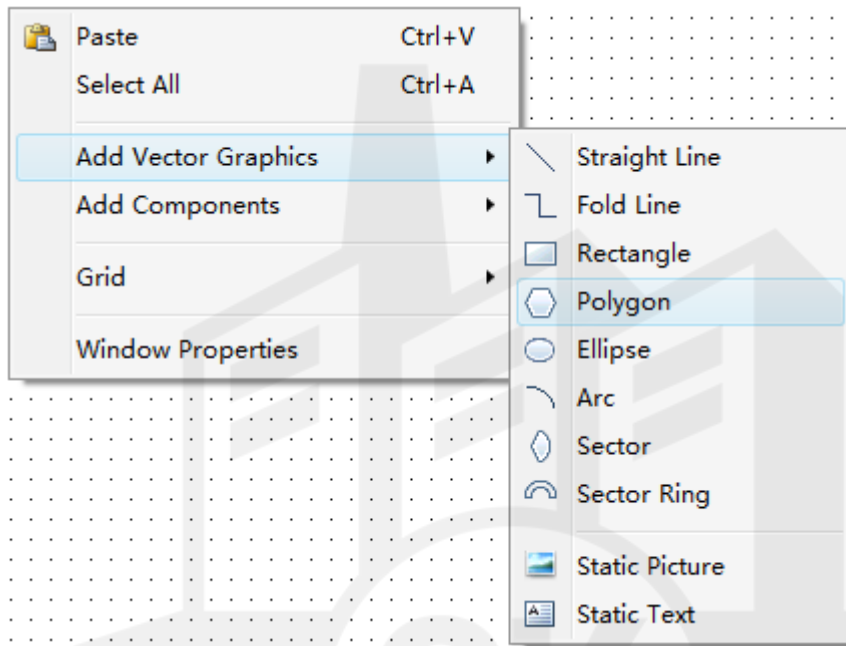 Paste Ctrl+V
Select All Ctrl+A
Add Vector Graphics
Add Components
Grid
Window Properties
Straight Line
Fold Line
Rectangle
Polygon
Ellipse
Arc
Sector
Sector Ring
Static Picture
Static Text